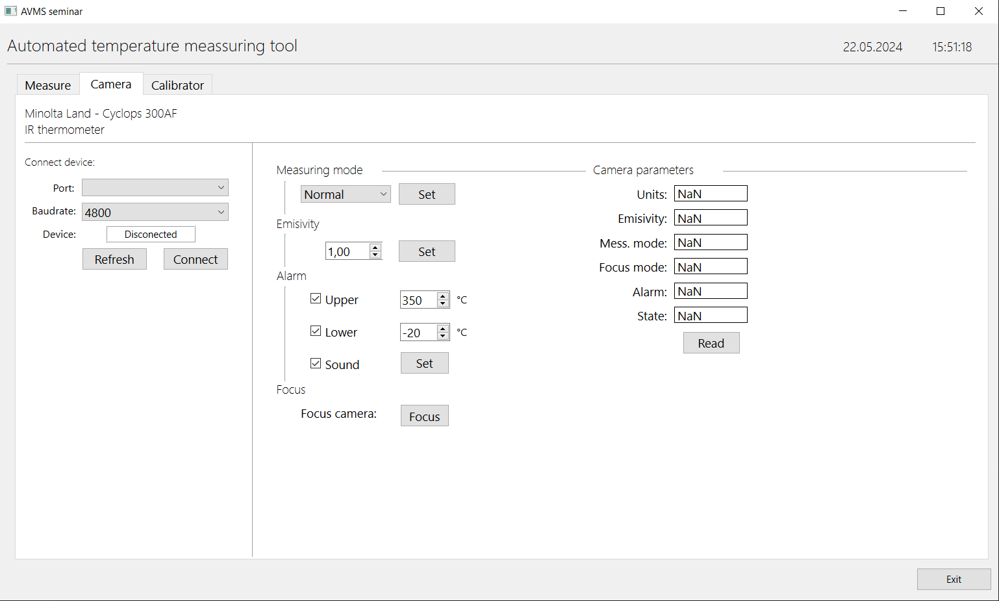 AVMS seminar
Automated temperature meassuring tool
22.05.2024 15:51:18
Measure Camera Calibrator
Minolta Land - Cyclops 300AF
IR thermometer
Connect device:
Port:
Baudrate: 4800
Device: Disconected
Refresh Connect
Measuring mode
Normal Set
Emisivity
1,00 Set
Alarm
Upper 350 °C
Lower -20 °C
Sound Set
Focus
Focus camera: Focus
Camera parameters
Units: NaN
Emisivity: NaN
Mess. mode: NaN
Focus mode: NaN
Alarm: NaN
State: NaN
Read
Exit